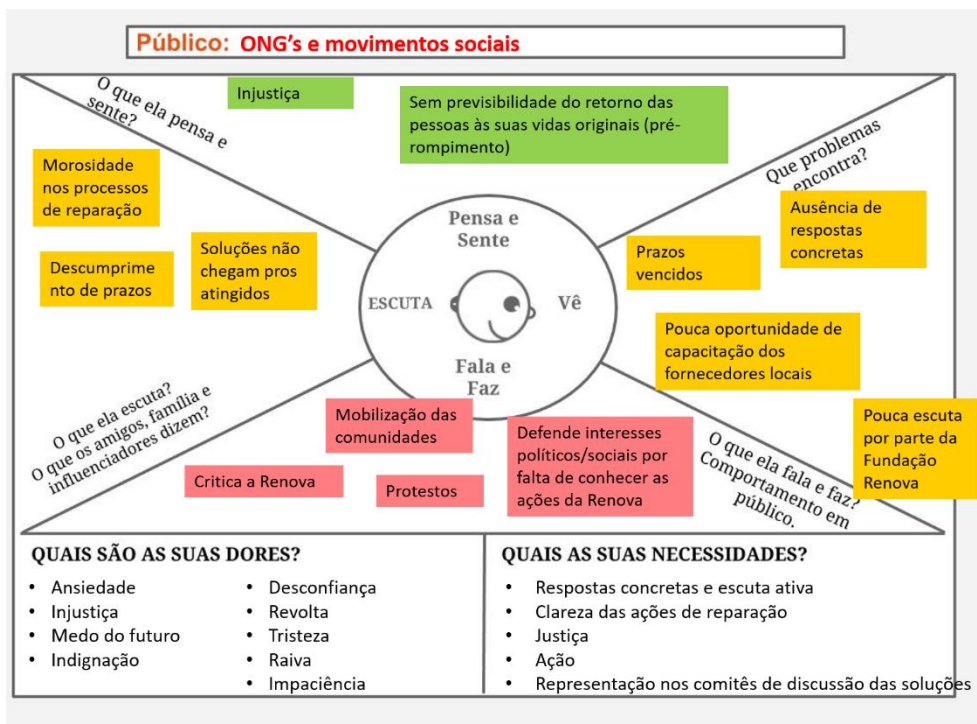 Público: ONG’s e movimentos sociais
O que ela pensa e
sente?
Injustiça
Sem previsibilidade do retorno das
pessoas às suas vidas originais (pré-
rompimento)
Que problemas
encontra?
Morosidade
nos processos
de reparação
Descumprime
nto de prazos
Soluções não
chegam pros
atingidos
Pensa e
Sente
ESCUTA
Vê
Fala e
Faz
Prazos
vencidos
Ausência de
respostas
concretas
Pouca oportunidade de
capacitação dos
fornecedores locais
Pouca escuta
por parte da
Fundação
Renova
O que ela escuta?
O que os amigos, família e
influenciadores dizem?
Mobilização das
comunidades
Critica a Renova
Protestos
Defende interesses
políticos/sociais por
falta de conhecer as
ações da Renova
O que ela fala e faz?
Comportamento em
público.
QUAIS SÃO AS SUAS DORES?
• Ansiedade
• Injustiça
• Medo do futuro
• Indignação
• Desconfiança
• Revolta
• Tristeza
• Raiva
• Impaciência
QUAIS AS SUAS NECESSIDADES?
• Respostas concretas e escuta ativa
• Clareza das ações de reparação
• Justiça
• Ação
• Representação nos comitês de discussão das soluções